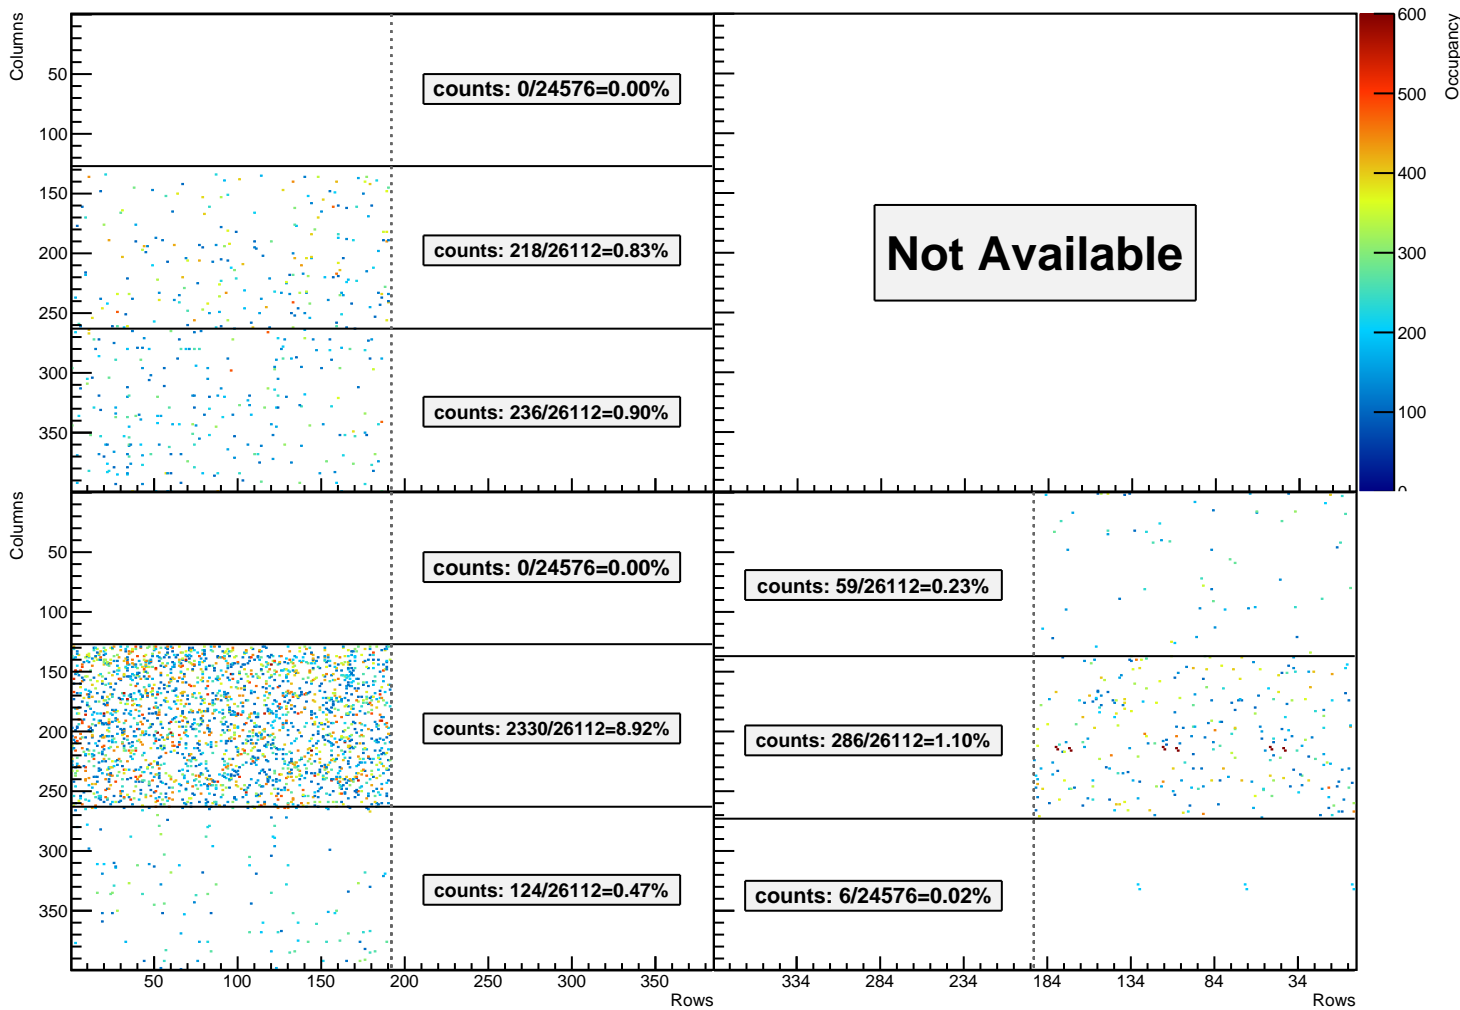 Columns
50
100
150
200
250
300
350
counts: 0/24576=0.00%
counts: 218/26112=0.83%
counts: 236/26112=0.90%
Not Available
600
500
400
300
200
100
0
Occupancy
Columns
50
100
150
200
250
300
350
counts: 0/24576=0.00%
counts: 2330/26112=8.92%
counts: 124/26112=0.47%
counts: 59/26112=0.23%
counts: 286/26112=1.10%
counts: 6/24576=0.02%
50 100 150 200 250 300 350
Rows
334 284 234 184 134 84 34
Rows